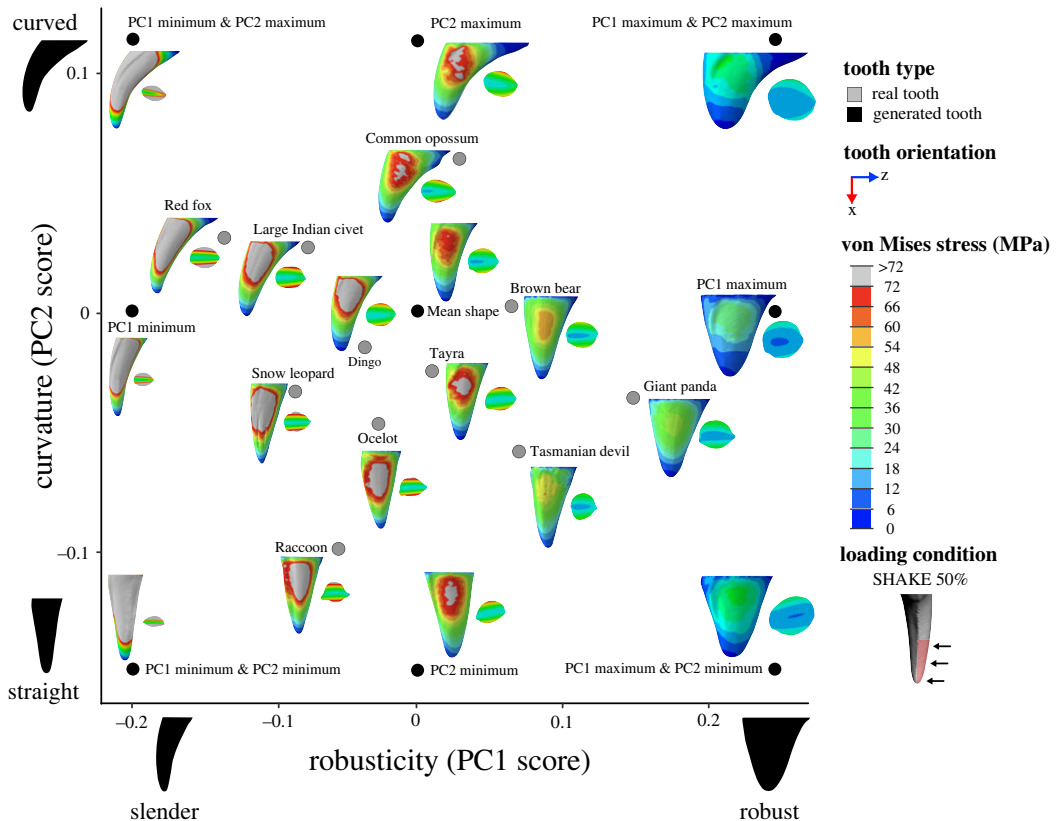 curved
PC1 minimum & PC2 maximum
PC2 maximum
PC1 maximum & PC2 maximum
0.1
tooth type
real tooth
generated tooth
Common opossum
tooth orientation
z
x
Red fox
Large Indian civet
von Mises stress (MPa)
>72
72
66
60
54
48
42
36
30
24
18
12
6
0
curvature (PC2 score)
0
PC1 minimum
Mean shape
Brown bear
PC1 maximum
Dingo
Tayra
Snow leopard
Giant panda
Ocelot
Tasmanian devil
–0.1
Raccoon
loading condition
SHAKE 50%
straight
PC1 minimum & PC2 minimum
PC2 minimum
PC1 maximum & PC2 minimum
–0.2
–0.1
0
0.1
0.2
robusticity (PC1 score)
slender
robust